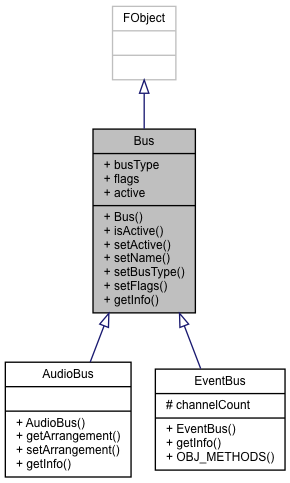 FObject
Bus
+ busType
+ flags
+ active
+ Bus()
+ isActive()
+ setActive()
+ setName()
+ setBusType()
+ setFlags()
+ getInfo()
AudioBus
+ AudioBus()
+ getArrangement()
+ setArrangement()
+ getInfo()
EventBus
# channelCount
+ EventBus()
+ getInfo()
+ OBJ_METHODS()